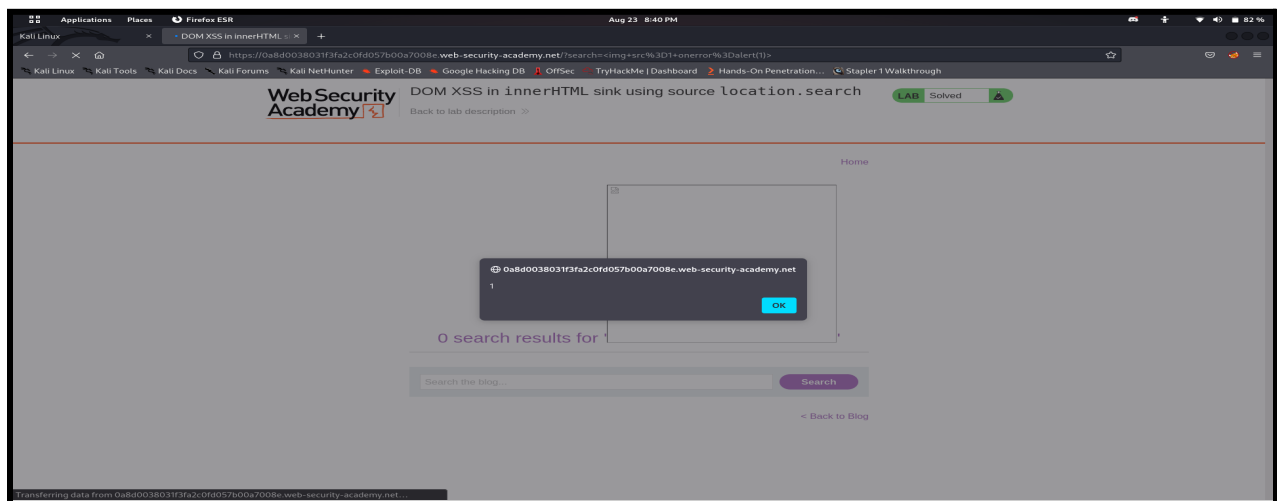 Applications Places Firefox ESR Aug 23 8:40 PM 82 %
Kali Linux × DOM XSS in innerHTML si × +
https://0a8d0038031f3fa2c0fd057b00a7008e.web-security-academy.net/?search=<img+src%3D1+onerror%3Dalert(1)>
Kali Linux Kali Tools Kali Docs Kali Forums Kali NetHunter Exploit-DB Google Hacking DB OffSec TryHackMe | Dashboard Hands-On Penetration... Stapler 1 Walkthrough
Web Security Academy
DOM XSS in innerHTML sink using source location.search
LAB Solved
Back to lab description »
Home
0a8d0038031f3fa2c0fd057b00a7008e.web-security-academy.net
1
OK
0 search results for ' '
Search the blog...
Search
< Back to Blog
Transferring data from 0a8d0038031f3fa2c0fd057b00a7008e.web-security-academy.net...